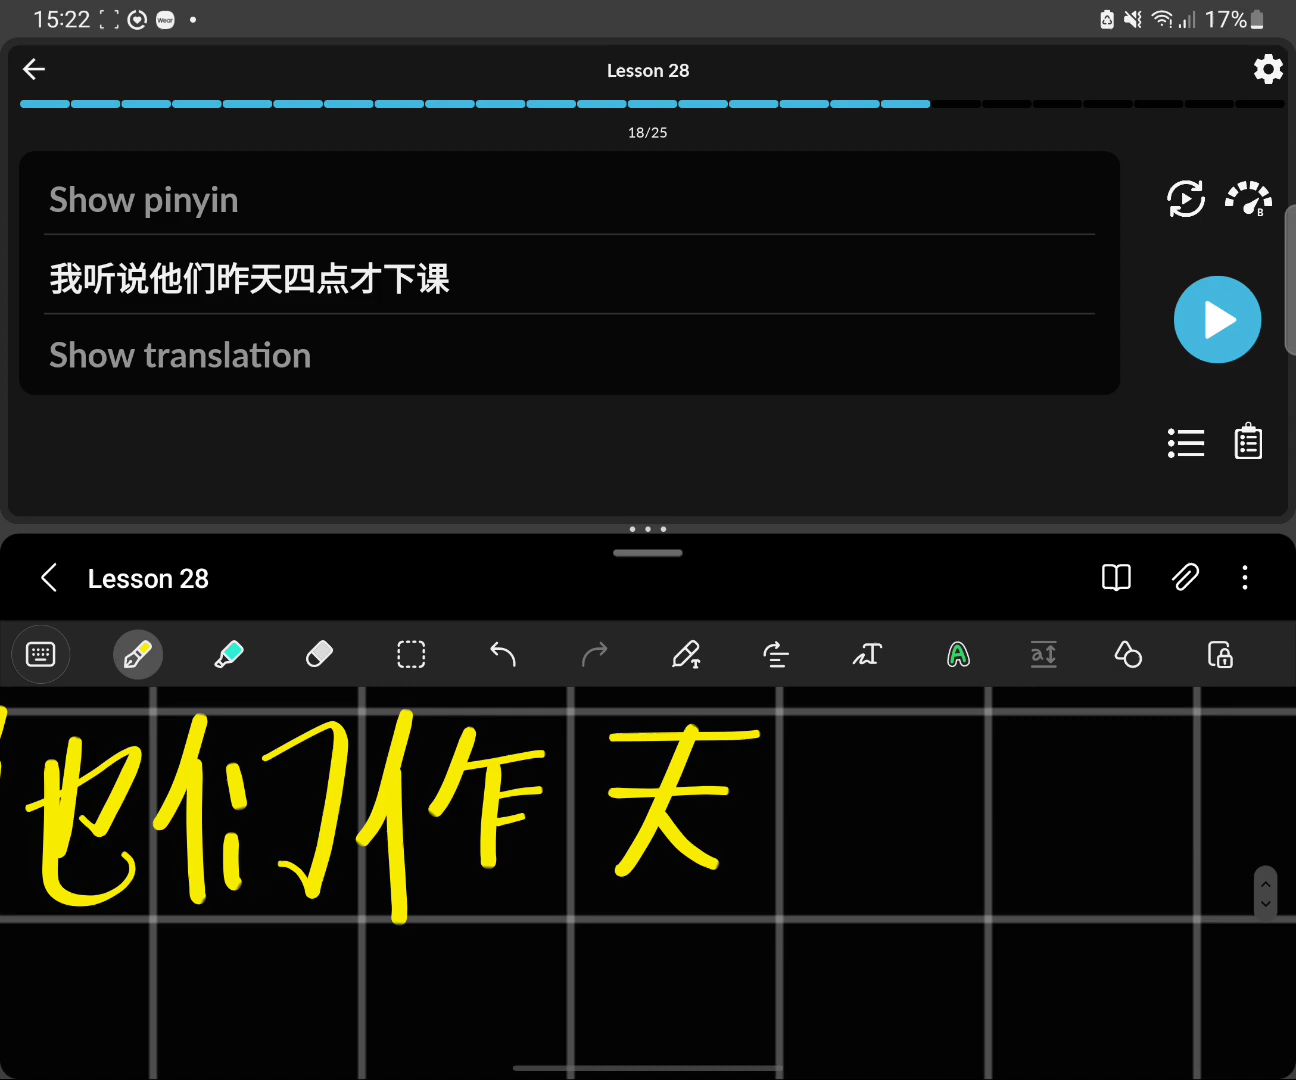 15:22 Wear 17%
Lesson 28
18/25
Show pinyin
B
我听说他们昨天四点才下课
Show translation
Lesson 28
T T A a
他们作天